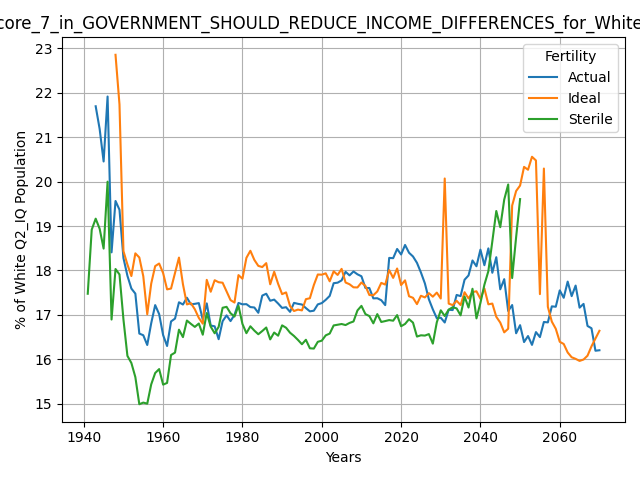 core_7_in_GOVERNMENT_SHOULD_REDUCE_INCOME_DIFFERENCES_for_White
23
22
21
20
19
18
17
16
15
% of White Q2_IQ Population
Fertility
Actual
Ideal
Sterile
1940 1960 1980 2000 2020 2040 2060
Years